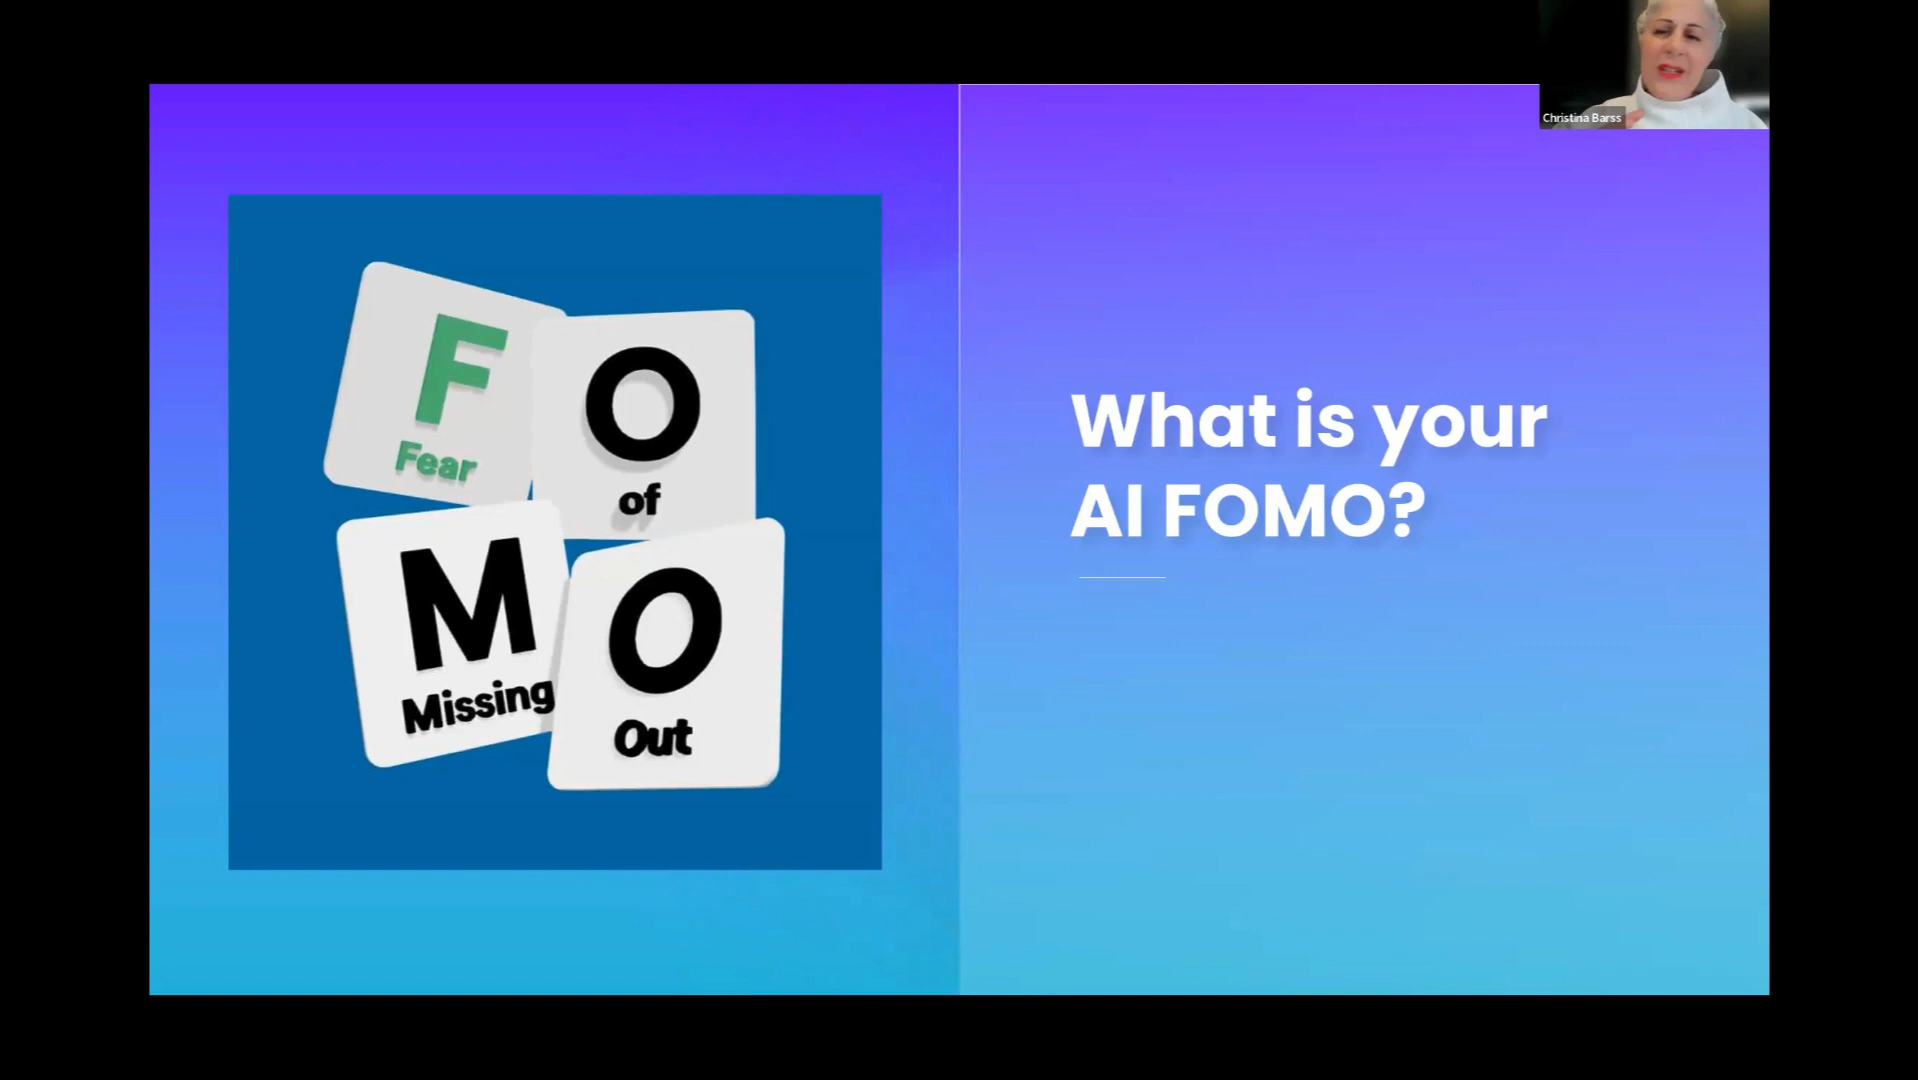 Christina Barss
F
Fear
O
of
M
Missing
O
Out
What is your
AI FOMO?